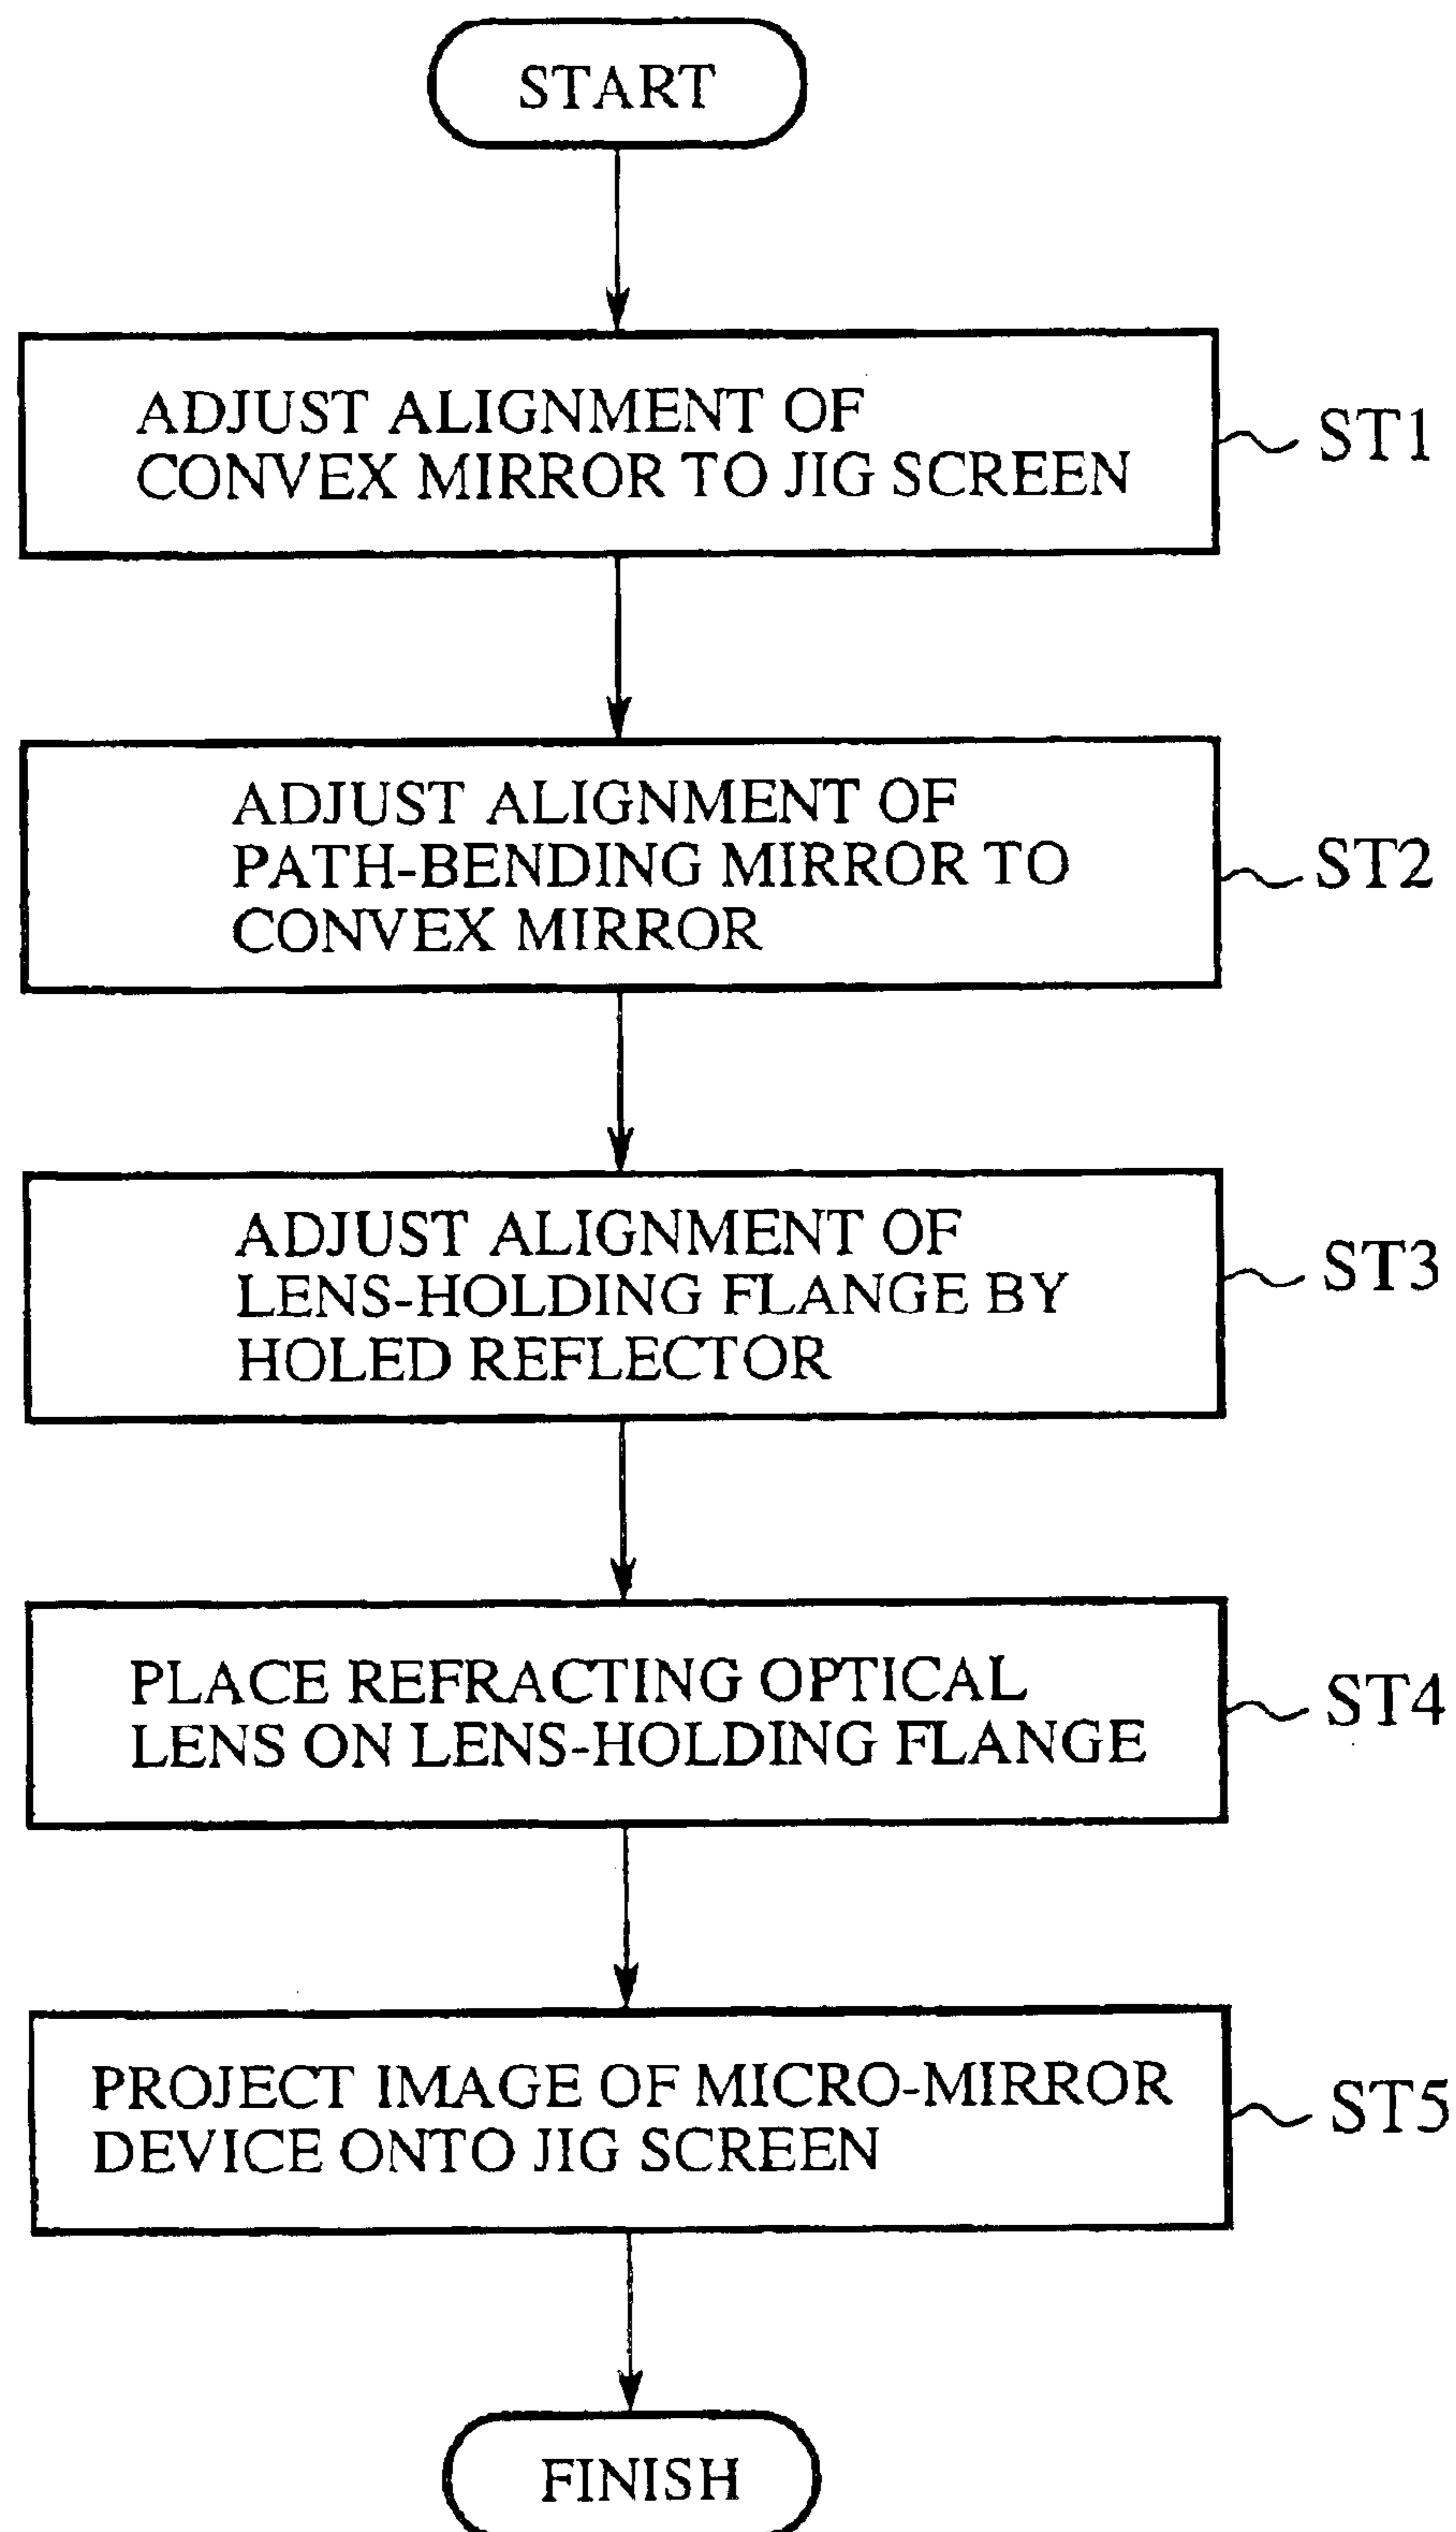 START
ADJUST ALIGNMENT OF
CONVEX MIRROR TO JIG SCREEN
ST1
ADJUST ALIGNMENT OF
PATH-BENDING MIRROR TO
CONVEX MIRROR
ST2
ADJUST ALIGNMENT OF
LENS-HOLDING FLANGE BY
HOLED REFLECTOR
ST3
PLACE REFRACTING OPTICAL
LENS ON LENS-HOLDING FLANGE
ST4
PROJECT IMAGE OF MICRO-MIRROR
DEVICE ONTO JIG SCREEN
ST5
FINISH